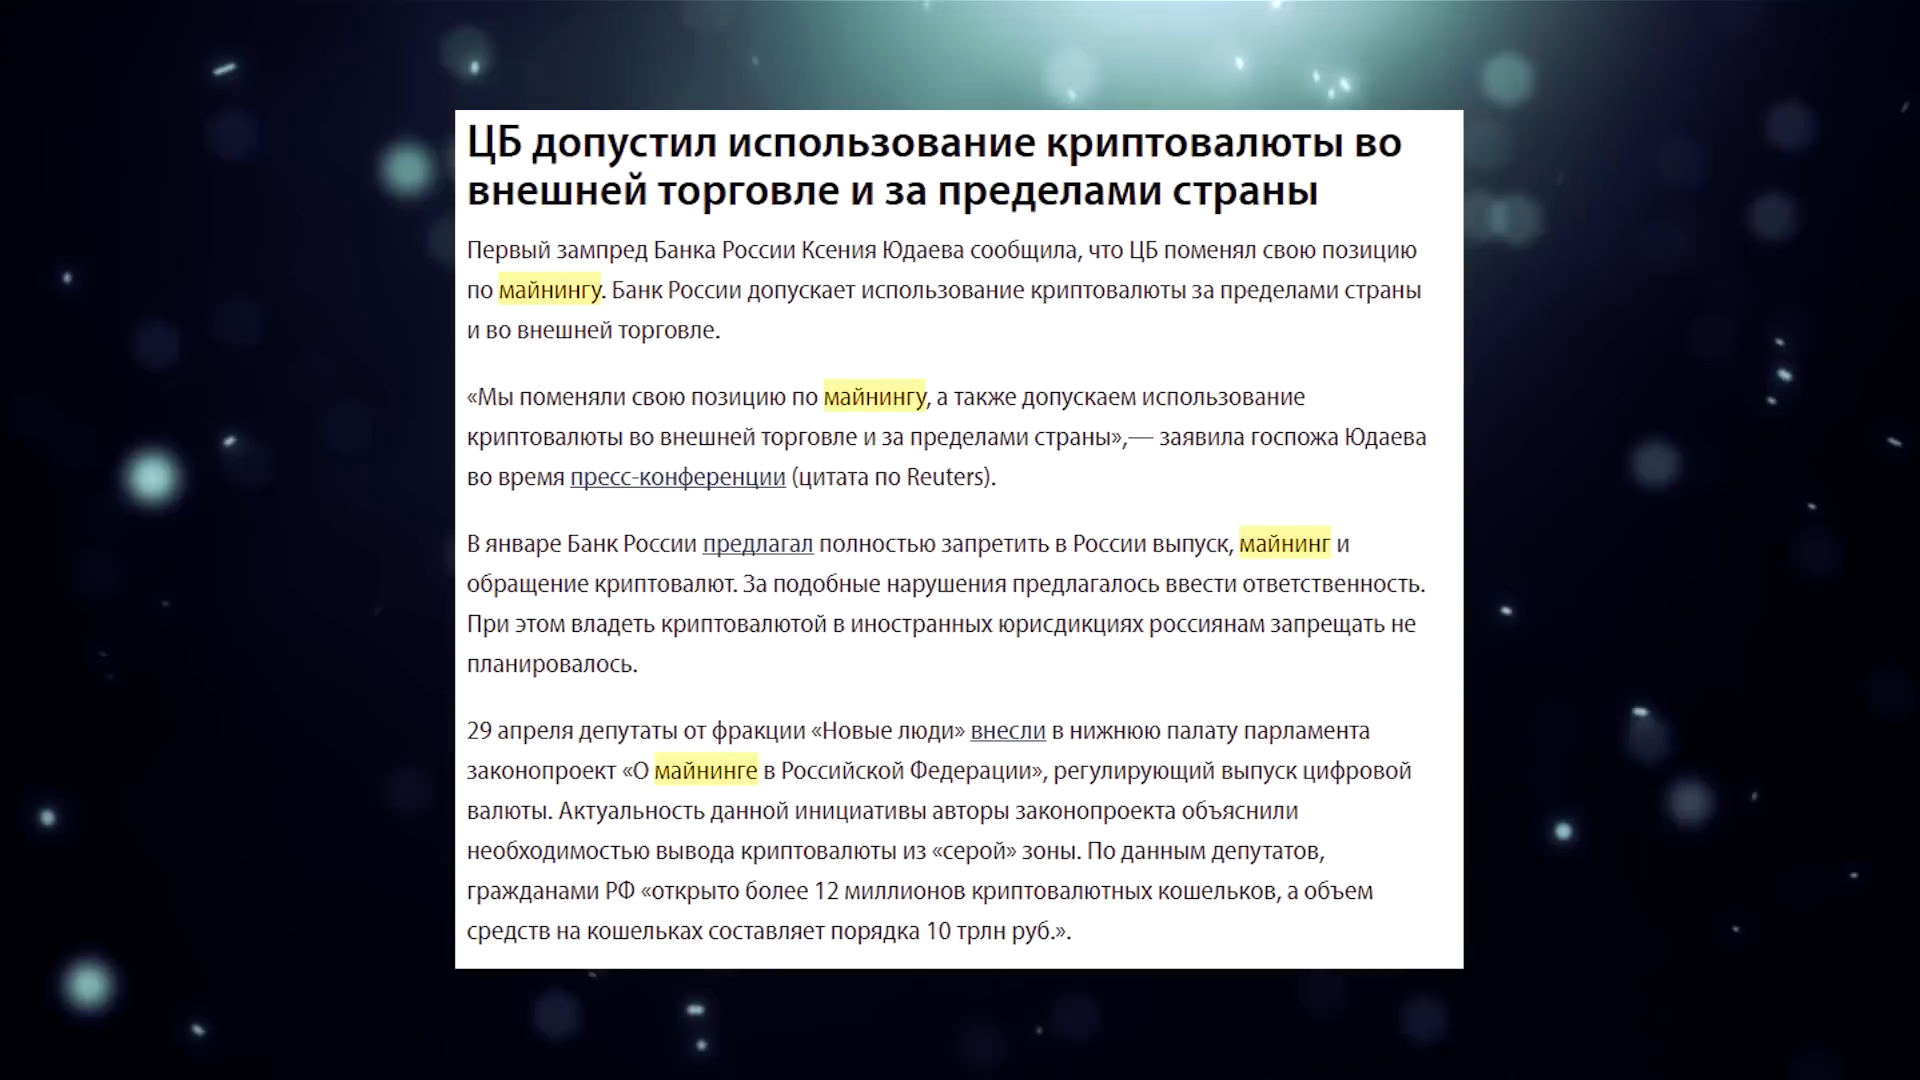 ЦБ допустил использование криптовалюты во
внешней торговле и за пределами страны
Первый зампред Банка России Ксения Юдаева сообщила, что ЦБ поменял свою позицию
по майнингу. Банк России допускает использование криптовалюты за пределами страны
и во внешней торговле.
«Мы поменяли свою позицию по майнингу, а также допускаем использование
криптовалюты во внешней торговле и за пределами страны»,— заявила госпожа Юдаева
во время пресс-конференции (цитата по Reuters).
В январе Банк России предлагал полностью запретить в России выпуск, майнинг и
обращение криптовалют. За подобные нарушения предлагалось ввести ответственность.
При этом владеть криптовалютой в иностранных юрисдикциях россиянам запрещать не
планировалось.
29 апреля депутаты от фракции «Новые люди» внесли в нижнюю палату парламента
законопроект «О майнинге в Российской Федерации», регулирующий выпуск цифровой
валюты. Актуальность данной инициативы авторы законопроекта объяснили
необходимостью вывода криптовалюты из «серой» зоны. По данным депутатов,
гражданами РФ «открыто более 12 миллионов криптовалютных кошельков, а объем
средств на кошельках составляет порядка 10 трлн руб.».